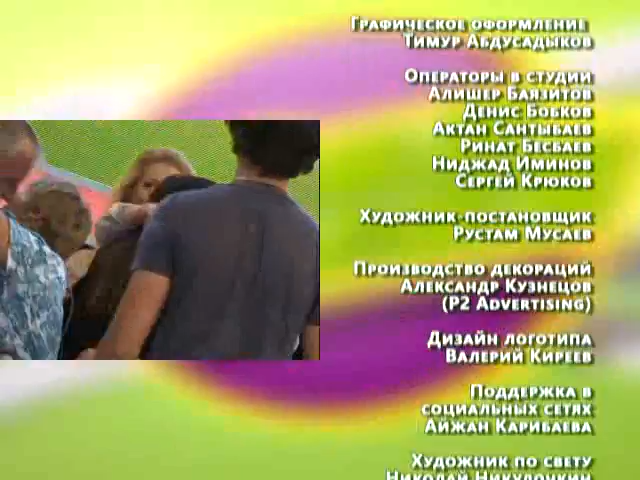 Графическое оформление
Тимур Абдусадыков
Операторы в студии
Алишер Баязитов
Денис Бобков
Актан Сантыбаев
Ринат Бесбаев
Ниджад Иминов
Сергей Крюков
Художник-постановщик
Рустам Мусаев
Производство декораций
Александр Кузнецов
(P2 Advertising)
Дизайн логотипа
Валерий Киреев
Поддержка в
социальных сетях
Айжан Карибаева
Художник по свету
Николай Никулочкин